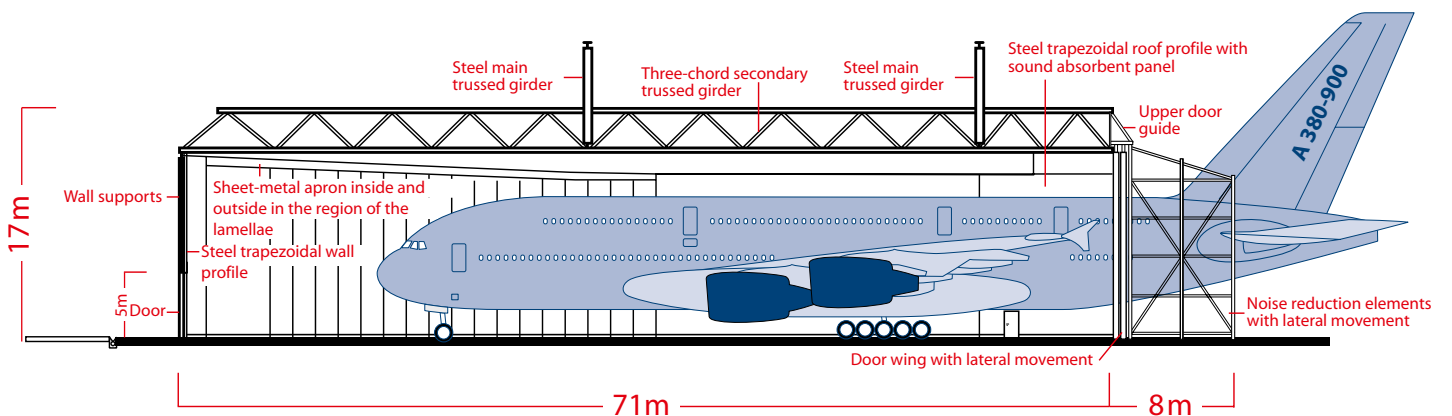 Steel main
trussed girder
Three-chord secondary
trussed girder
Steel main
trussed girder
Steel trapezoidal roof profile with
sound absorbent panel
A 380-900
Upper door
guide
17m
Wall supports
Sheet-metal apron inside and
outside in the region of the
lamellae
Steel trapezoidal wall
profile
5m
Door
Noise reduction elements
with lateral movement
Door wing with lateral movement
71m
8m